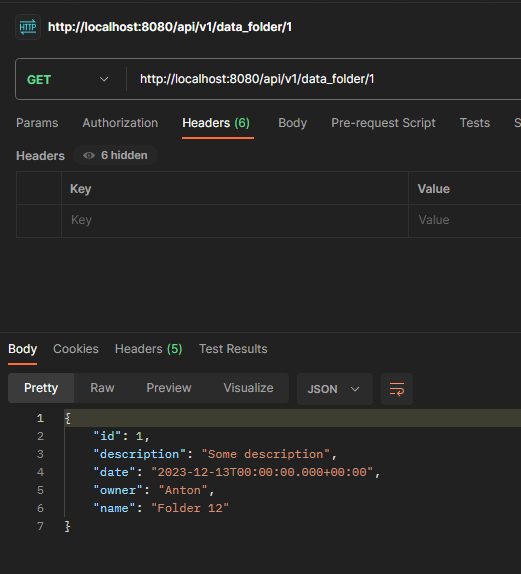 HTTP http://localhost:8080/api/v1/data_folder/1
GET http://localhost:8080/api/v1/data_folder/1
Params Authorization Headers (6) Body Pre-request Script Tests S
Headers 6 hidden
Key Value
Key Value
Body Cookies Headers (5) Test Results
Pretty Raw Preview Visualize JSON
1 {
2 "id": 1,
3 "description": "Some description",
4 "date": "2023-12-13T00:00:00.000+00:00",
5 "owner": "Anton",
6 "name": "Folder 12"
7 }